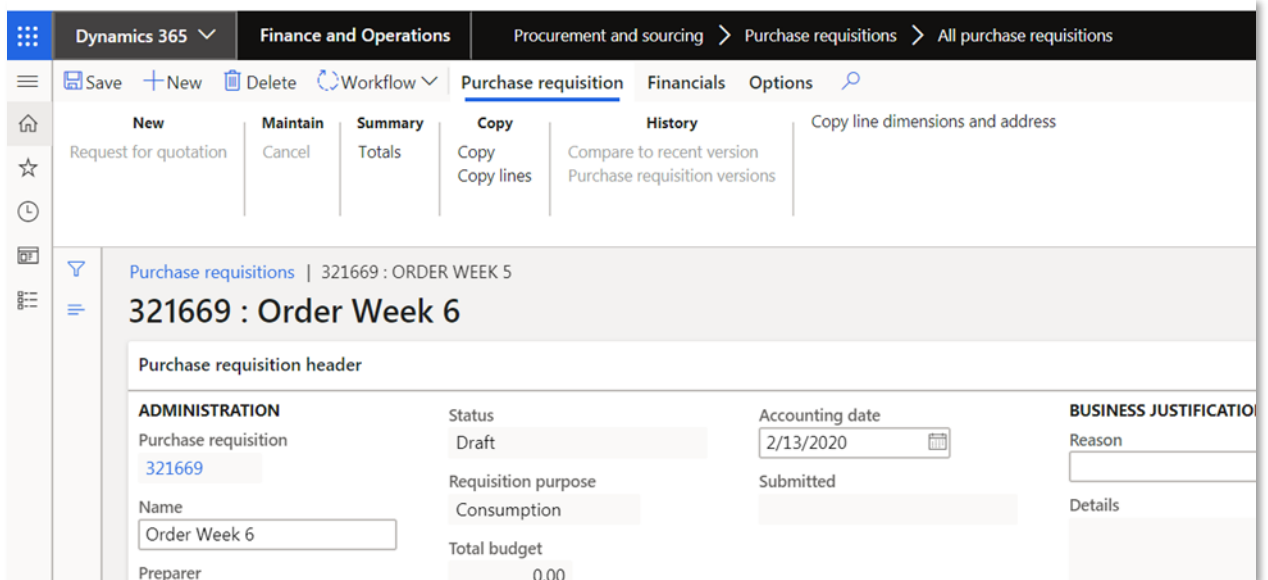 Dynamics 365 Finance and Operations Procurement and sourcing Purchase requisitions All purchase requisitions
Save New Delete Workflow Purchase requisition Financials Options
New Maintain Summary Copy History Copy line dimensions and address
Request for quotation Cancel Totals Copy Compare to recent version
Copy lines Purchase requisition versions
Purchase requisitions | 321669 : ORDER WEEK 5
321669 : Order Week 6
Purchase requisition header
ADMINISTRATION
Purchase requisition
321669
Name
Order Week 6
Preparer
Status
Draft
Requisition purpose
Consumption
Total budget
0.00
Accounting date
2/13/2020
Submitted
BUSINESS JUSTIFICATIO
Reason
Details